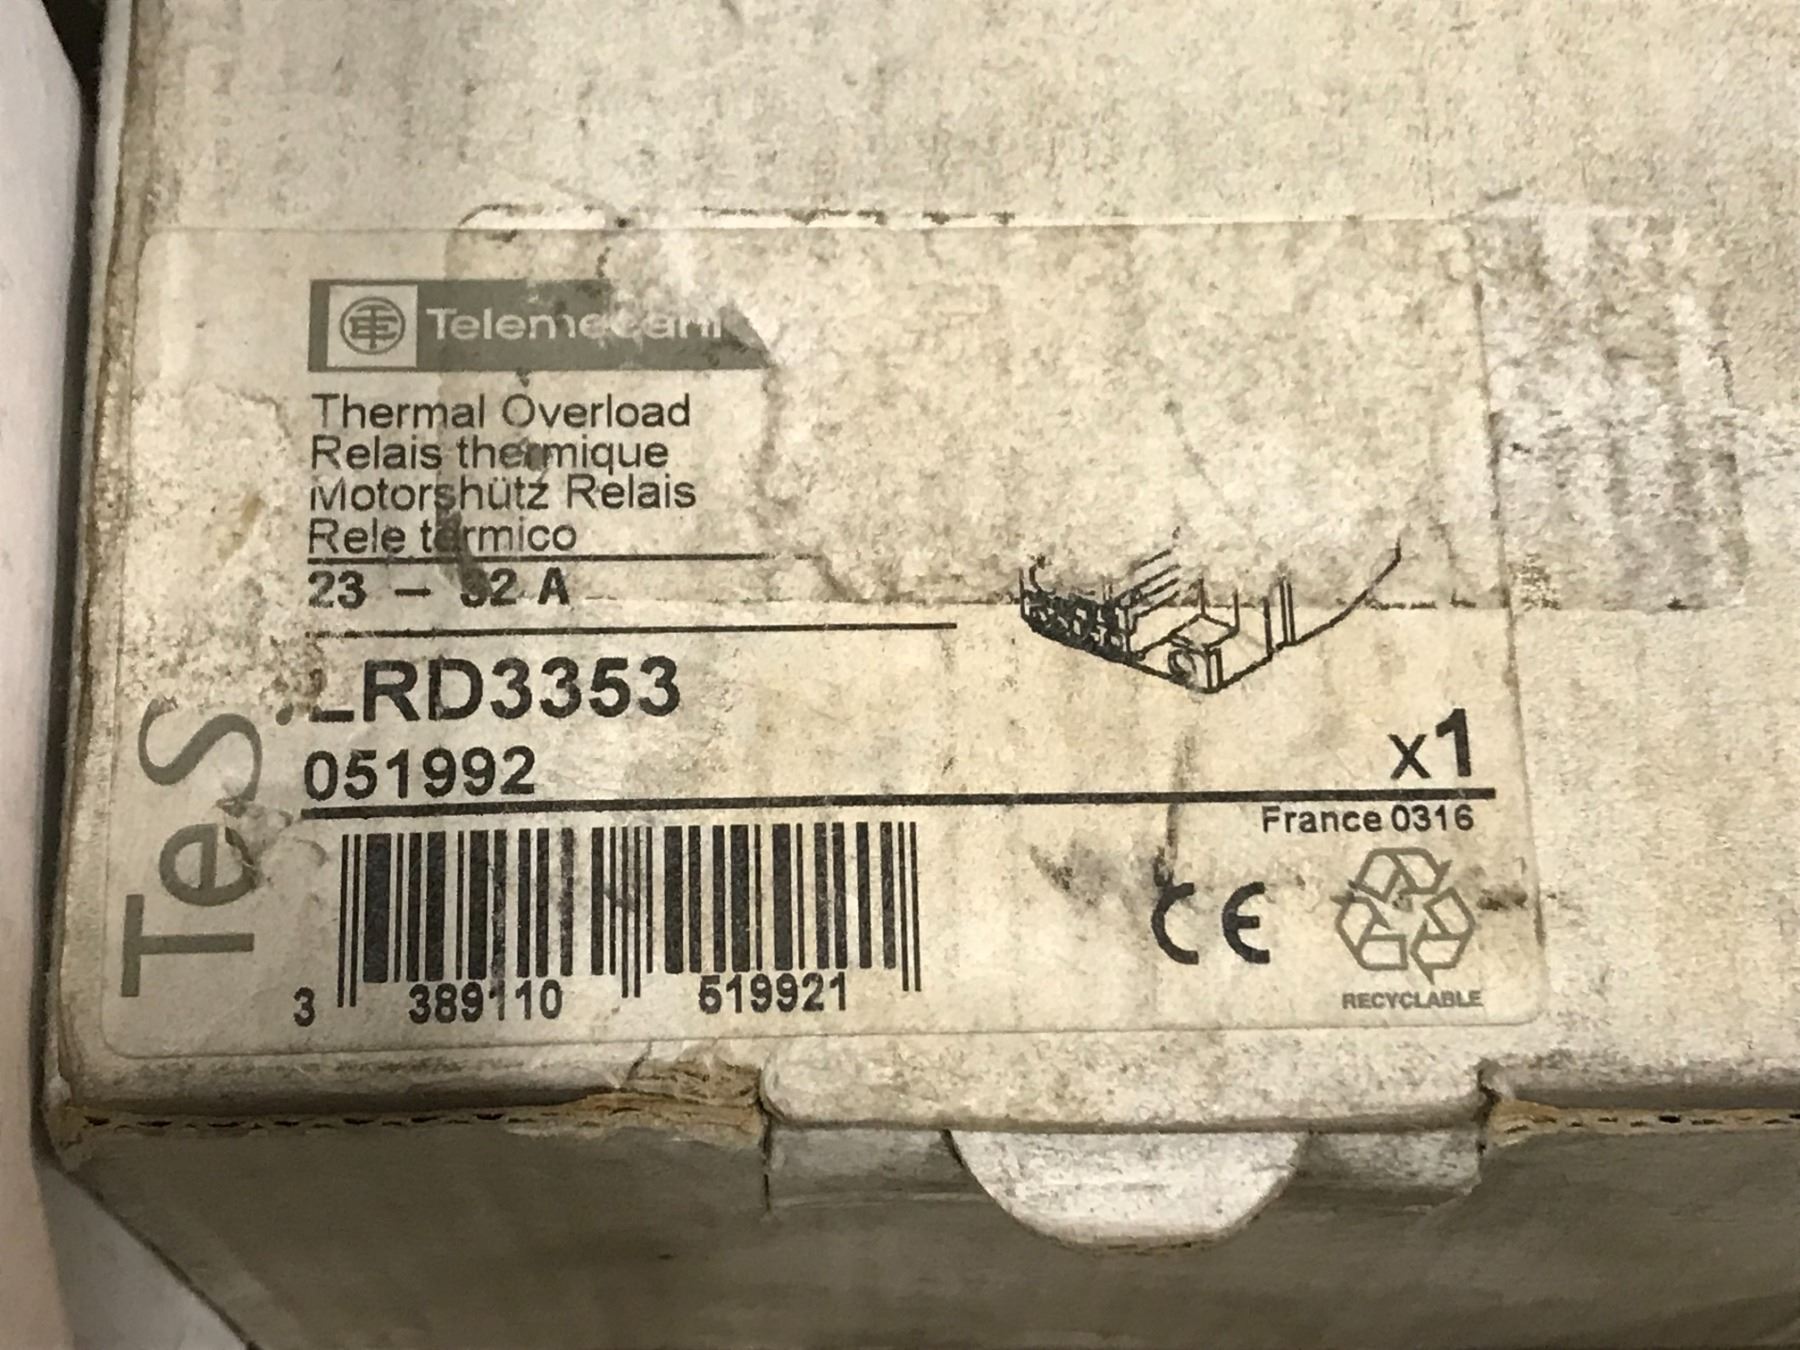 Telemecani
Thermal Overload
Relais thermique
Motorshütz Relais
Rele termico
23 – 32 A
LRD3353
051992
x1
France 0316
TeS
CE
3 389110 519921
RECYCLABLE